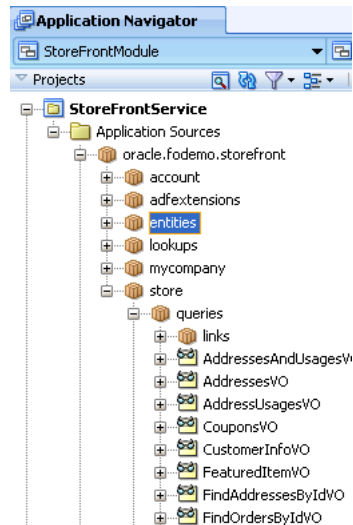 Application Navigator
StoreFrontModule
Projects
StoreFrontService
Application Sources
oracle.fodemo.storefront
account
adfextensions
entities
lookups
mycompany
store
queries
links
AddressesAndUsagesV
AddressesVO
AddressUsagesVO
CouponsVO
CustomerInfoVO
FeaturedItemVO
FindAddressesByIdVO
FindOrdersByIdVO